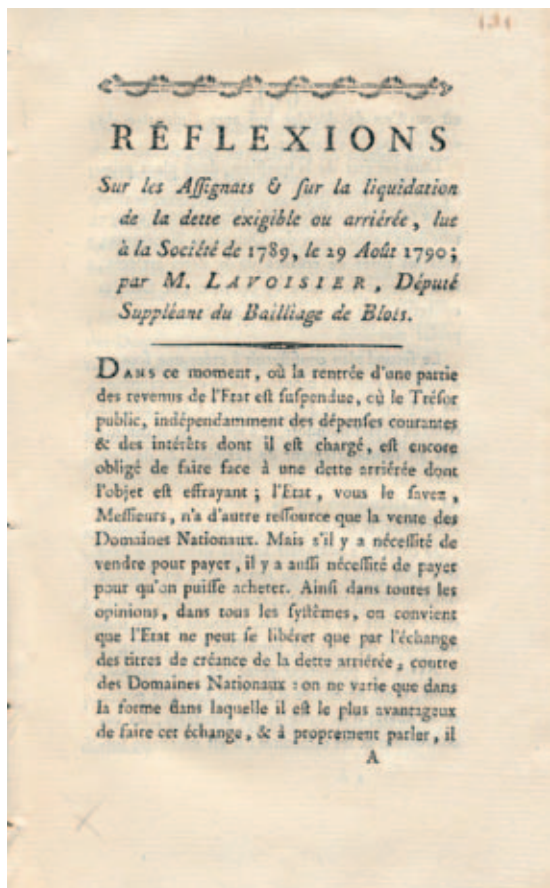 131
RÉFLEXIONS
Sur les Aſſignats & ſur la liquidation
de la dette exigible ou arriérée, lue
à la Société de 1789, le 29 Août 1790;
par M. LAVOISIER, Député
Suppléant du Bailliage de Blois.
DANS ce moment, où la rentrée d'une partie
des revenus de l'Etat eſt ſuſpendue, où le Tréſor
public, indépendamment des dépenſes courantes
& des intérêts dont il eſt chargé, eſt encore
obligé de faire face à une dette arriérée dont
l'objet eſt effrayant; l'Etat, vous le ſavez,
Meſſieurs, n'a d'autre reſſource que la vente des
Domaines Nationaux. Mais s'il y a néceſſité de
vendre pour payer, il y a auſſi néceſſité de payer
pour qu'on puiſſe acheter. Ainſi dans toutes les
opinions, dans tous les ſyſtêmes, on convient
que l'Etat ne peut ſe libérer que par l'échange
des titres de créance de la dette arriérée, contre
des Domaines Nationaux : on ne varie que dans
la forme dans laquelle il eſt le plus avantageux
de faire cet échange, & à proprement parler, il
A